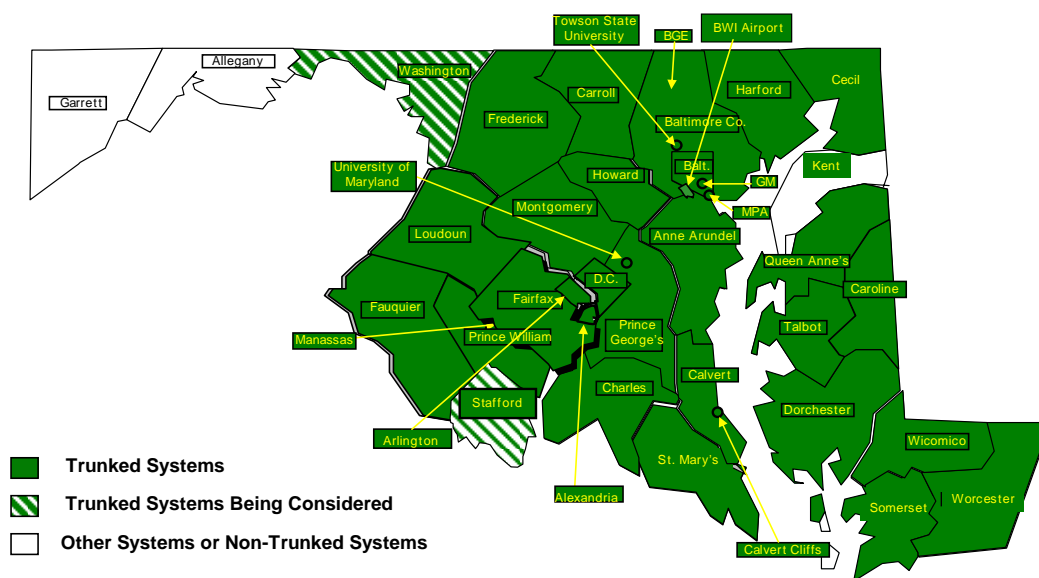 Towson State
University
BGE
BWI Airport
Allegany
Washington
Garrett
Carroll
Harford
Cecil
Frederick
Baltimore Co.
University of
Maryland
Balt.
Kent
Howard
GM
Montgomery
MPA
Loudoun
Anne Arundel
Queen Anne's
D.C.
Caroline
Fauquier
Fairfax
Talbot
Manassas
Prince William
Prince
George's
Calvert
Charles
Stafford
Dorchester
Arlington
Wicomico
St. Mary's
Trunked Systems
Alexandria
Worcester
Trunked Systems Being Considered
Somerset
Other Systems or Non-Trunked Systems
Calvert Cliffs